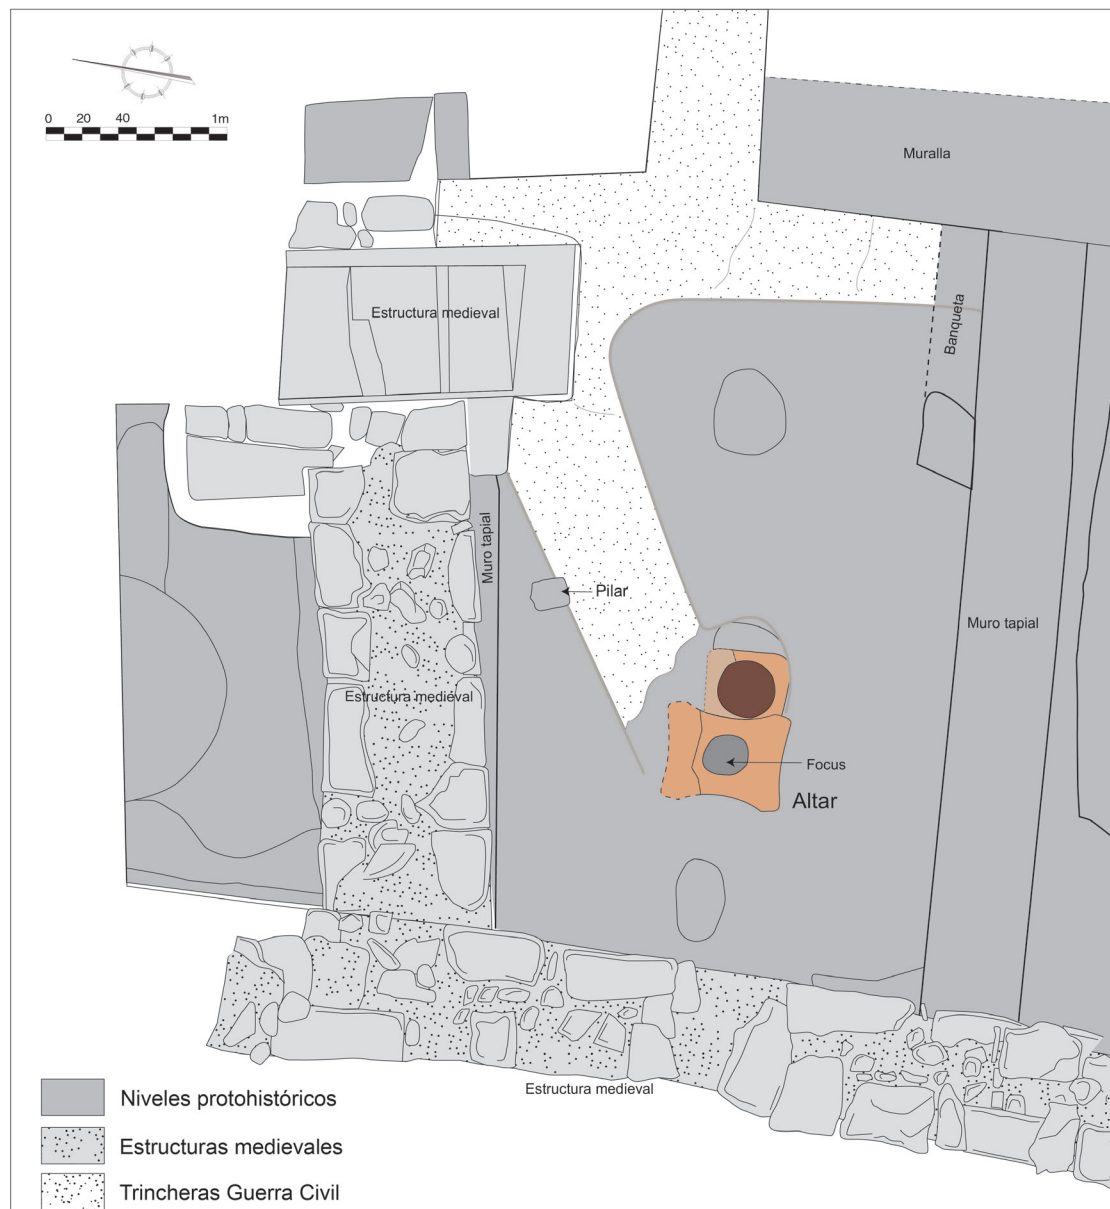 0 20 40 1m
Muralla
Banqueta
Estructura medieval
Muro tapial
Pilar
Muro tapial
Estructura medieval
Focus
Altar
Estructura medieval
Niveles protohistóricos
Estructuras medievales
Trincheras Guerra Civil